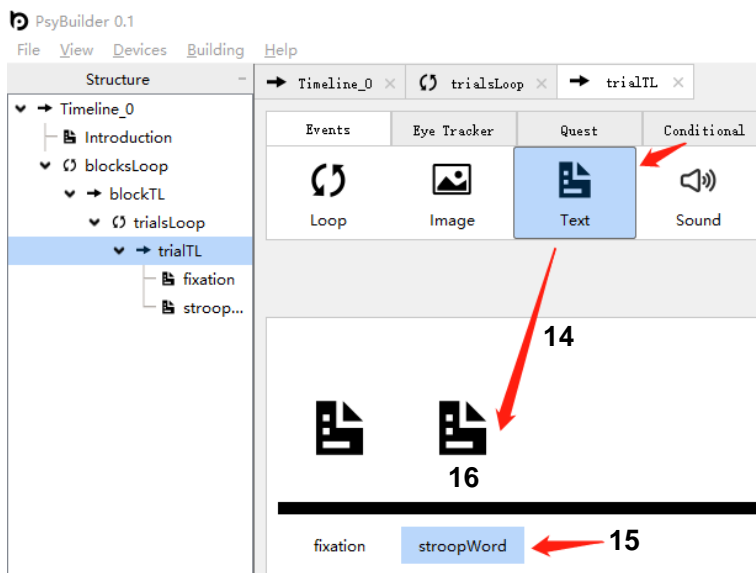 PsyBuilder 0.1
File View Devices Building Help
Structure
Timeline_0
Introduction
blocksLoop
blockTL
trialsLoop
trialTL
fixation
stroop...
Timeline_0 trialsLoop trialTL
Events Eye Tracker Quest Conditional
Loop Image Text Sound
14
16
fixation stroopWord 15